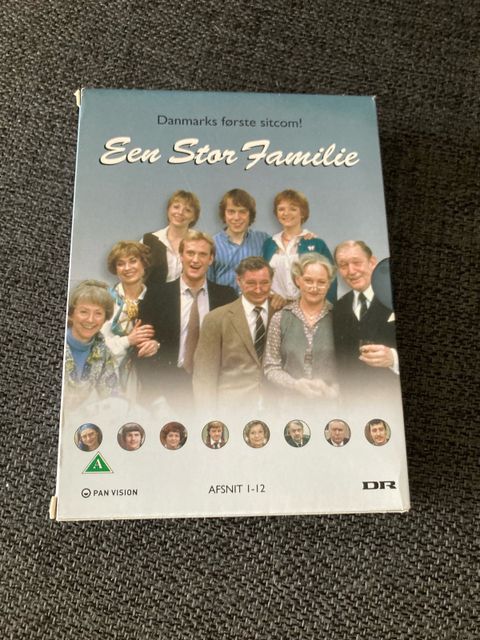 Danmarks første sitcom!
Een Stor Familie
A
PAN VISION
AFSNIT 1-12
DR